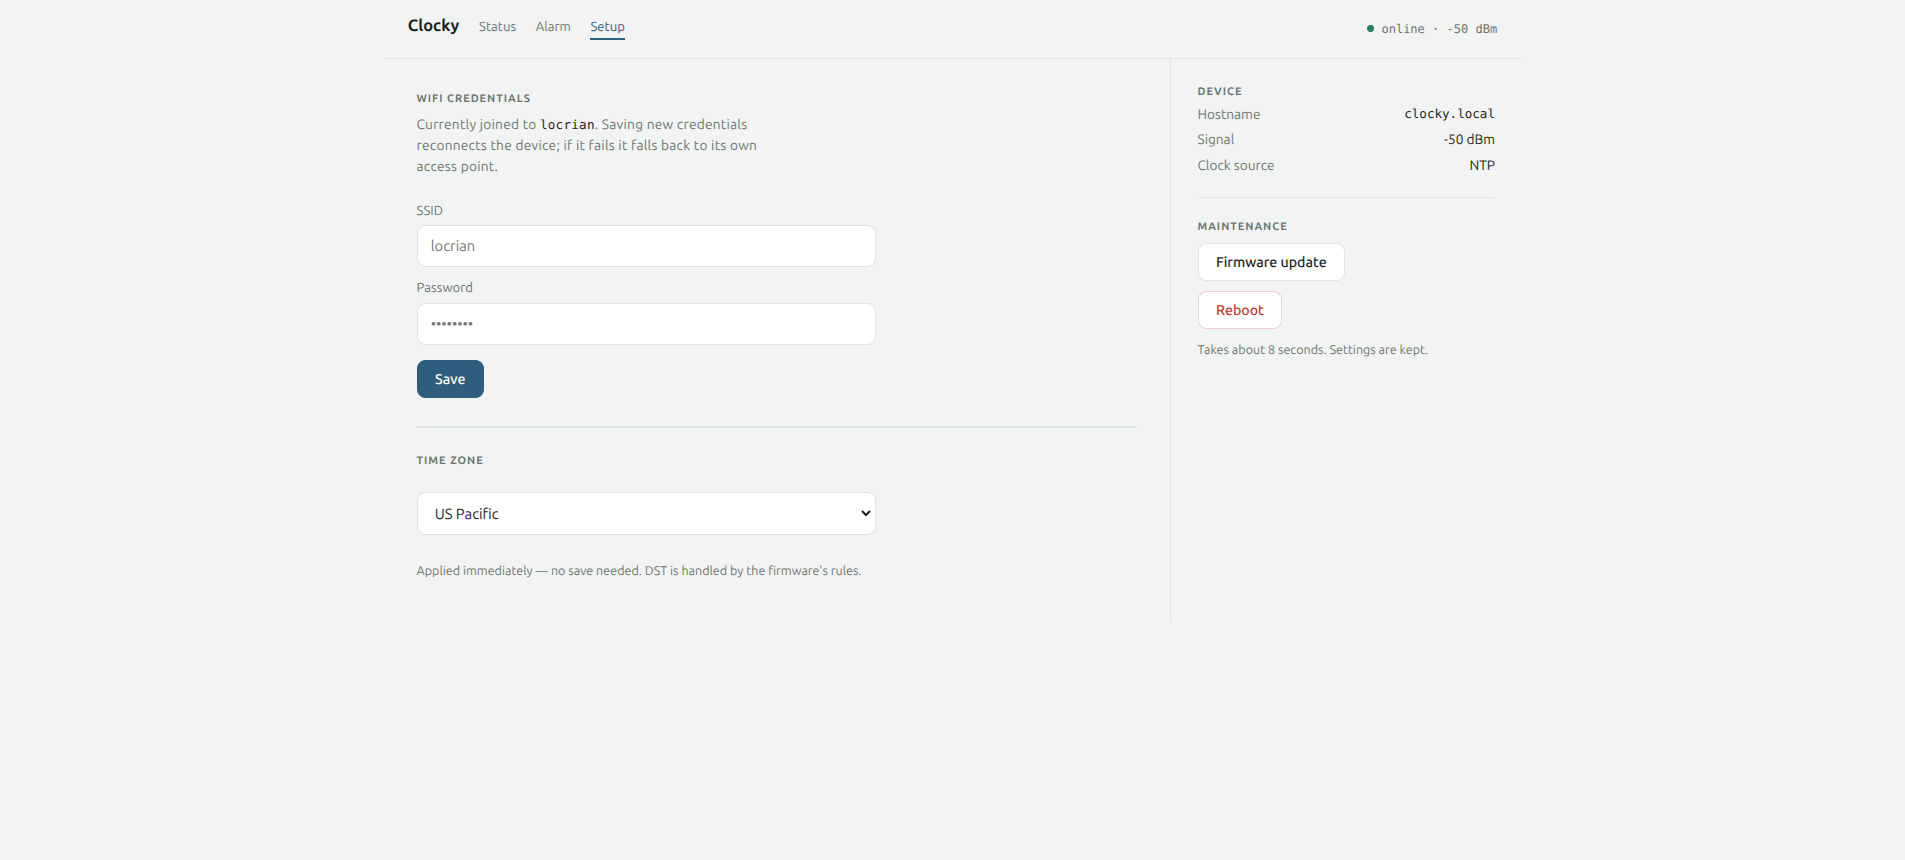 Clocky Status Alarm Setup
online · -50 dBm
WIFI CREDENTIALS
Currently joined to locrian. Saving new credentials
reconnects the device; if it fails it falls back to its own
access point.
SSID
locrian
Password
••••••••
Save
TIME ZONE
US Pacific
Applied immediately — no save needed. DST is handled by the firmware's rules.
DEVICE
Hostname clocky.local
Signal -50 dBm
Clock source NTP
MAINTENANCE
Firmware update
Reboot
Takes about 8 seconds. Settings are kept.